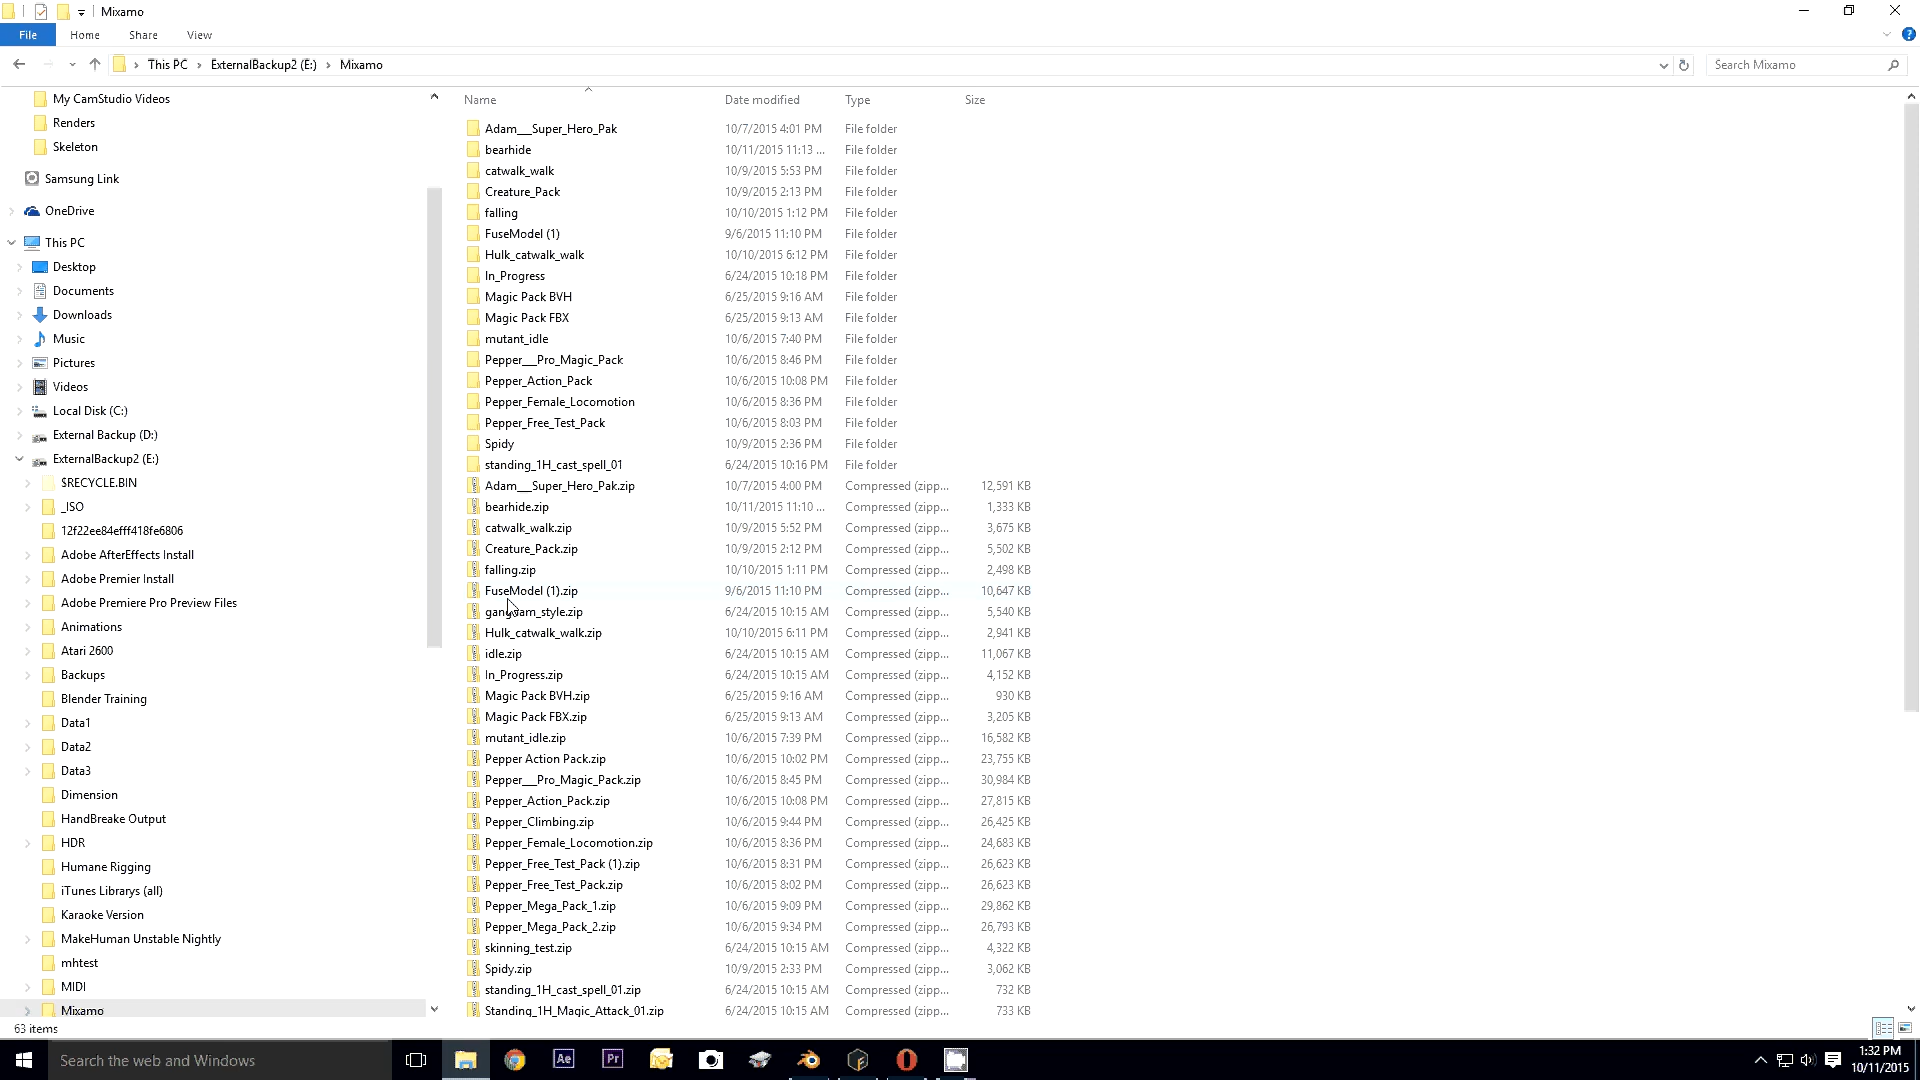 Mixamo
File Home Share View
This PC ExternalBackup2 (E:) Mixamo Search Mixamo
My CamStudio Videos
Renders
Skeleton
Samsung Link
OneDrive
This PC
Desktop
Documents
Downloads
Music
Pictures
Videos
Local Disk (C:)
External Backup (D:)
ExternalBackup2 (E:)
$RECYCLE.BIN
_ISO
12f22ee84efff418fe6806
Adobe AfterEffects Install
Adobe Premier Install
Adobe Premiere Pro Preview Files
Animations
Atari 2600
Backups
Blender Training
Data1
Data2
Data3
Dimension
HandBreake Output
HDR
Humane Rigging
iTunes Librarys (all)
Karaoke Version
MakeHuman Unstable Nightly
mhtest
MIDI
Mixamo
Name Date modified Type Size
Adam___Super_Hero_Pak 10/7/2015 4:01 PM File folder
bearhide 10/11/2015 11:13 ... File folder
catwalk_walk 10/9/2015 5:53 PM File folder
Creature_Pack 10/9/2015 2:13 PM File folder
falling 10/10/2015 1:12 PM File folder
FuseModel (1) 9/6/2015 11:10 PM File folder
Hulk_catwalk_walk 10/10/2015 6:12 PM File folder
In_Progress 6/24/2015 10:18 PM File folder
Magic Pack BVH 6/25/2015 9:16 AM File folder
Magic Pack FBX 6/25/2015 9:13 AM File folder
mutant_idle 10/6/2015 7:40 PM File folder
Pepper___Pro_Magic_Pack 10/6/2015 8:46 PM File folder
Pepper_Action_Pack 10/6/2015 10:08 PM File folder
Pepper_Female_Locomotion 10/6/2015 8:36 PM File folder
Pepper_Free_Test_Pack 10/6/2015 8:03 PM File folder
Spidy 10/9/2015 2:36 PM File folder
standing_1H_cast_spell_01 6/24/2015 10:16 PM File folder
Adam___Super_Hero_Pak.zip 10/7/2015 4:00 PM Compressed (zipp... 12,591 KB
bearhide.zip 10/11/2015 11:10 ... Compressed (zipp... 1,333 KB
catwalk_walk.zip 10/9/2015 5:52 PM Compressed (zipp... 3,675 KB
Creature_Pack.zip 10/9/2015 2:12 PM Compressed (zipp... 5,502 KB
falling.zip 10/10/2015 1:11 PM Compressed (zipp... 2,498 KB
FuseModel (1).zip 9/6/2015 11:10 PM Compressed (zipp... 10,647 KB
gangnam_style.zip 6/24/2015 10:15 AM Compressed (zipp... 5,540 KB
Hulk_catwalk_walk.zip 10/10/2015 6:11 PM Compressed (zipp... 2,941 KB
idle.zip 6/24/2015 10:15 AM Compressed (zipp... 11,067 KB
In_Progress.zip 6/24/2015 10:15 AM Compressed (zipp... 4,152 KB
Magic Pack BVH.zip 6/25/2015 9:16 AM Compressed (zipp... 930 KB
Magic Pack FBX.zip 6/25/2015 9:13 AM Compressed (zipp... 3,205 KB
mutant_idle.zip 10/6/2015 7:39 PM Compressed (zipp... 16,582 KB
Pepper Action Pack.zip 10/6/2015 10:02 PM Compressed (zipp... 23,755 KB
Pepper___Pro_Magic_Pack.zip 10/6/2015 8:45 PM Compressed (zipp... 30,984 KB
Pepper_Action_Pack.zip 10/6/2015 10:08 PM Compressed (zipp... 27,815 KB
Pepper_Climbing.zip 10/6/2015 9:44 PM Compressed (zipp... 26,425 KB
Pepper_Female_Locomotion.zip 10/6/2015 8:36 PM Compressed (zipp... 24,683 KB
Pepper_Free_Test_Pack (1).zip 10/6/2015 8:31 PM Compressed (zipp... 26,623 KB
Pepper_Free_Test_Pack.zip 10/6/2015 8:02 PM Compressed (zipp... 26,623 KB
Pepper_Mega_Pack_1.zip 10/6/2015 9:09 PM Compressed (zipp... 29,862 KB
Pepper_Mega_Pack_2.zip 10/6/2015 9:34 PM Compressed (zipp... 26,793 KB
skinning_test.zip 6/24/2015 10:15 AM Compressed (zipp... 4,322 KB
Spidy.zip 10/9/2015 2:33 PM Compressed (zipp... 3,062 KB
standing_1H_cast_spell_01.zip 6/24/2015 10:15 AM Compressed (zipp... 732 KB
Standing_1H_Magic_Attack_01.zip 6/24/2015 10:15 AM Compressed (zipp... 733 KB
63 items
Search the web and Windows
Ae
Pr
1:32 PM
10/11/2015